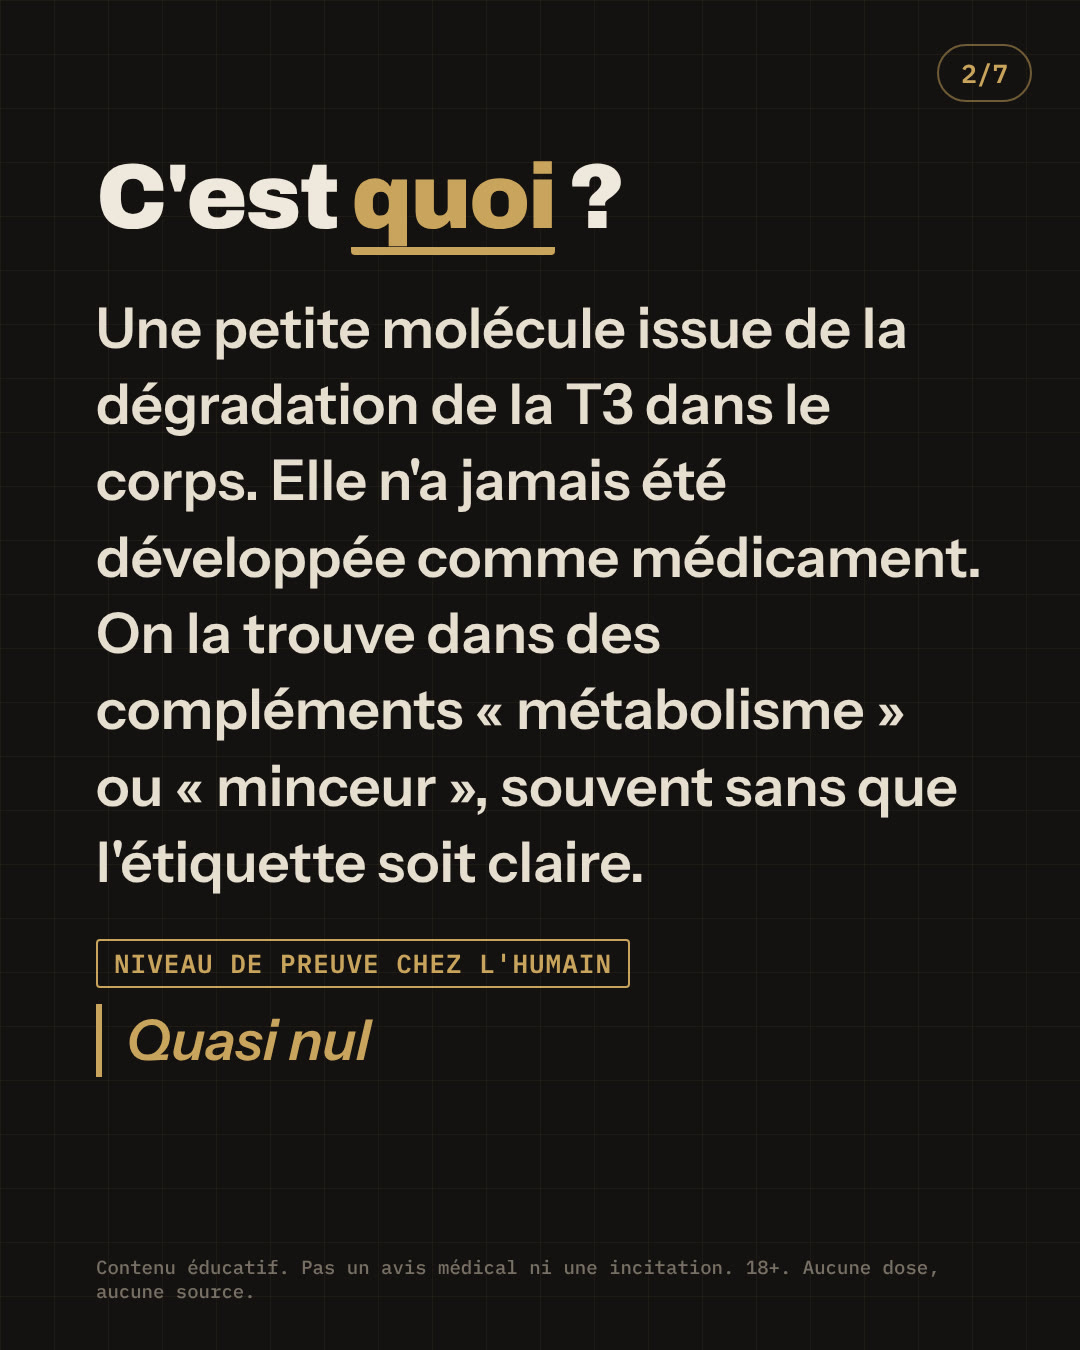 2/7
C'est quoi ?
Une petite molécule issue de la
dégradation de la T3 dans le
corps. Elle n'a jamais été
développée comme médicament.
On la trouve dans des
compléments « métabolisme »
ou « minceur », souvent sans que
l'étiquette soit claire.
NIVEAU DE PREUVE CHEZ L'HUMAIN
Quasi nul
Contenu éducatif. Pas un avis médical ni une incitation. 18+. Aucune dose,
aucune source.